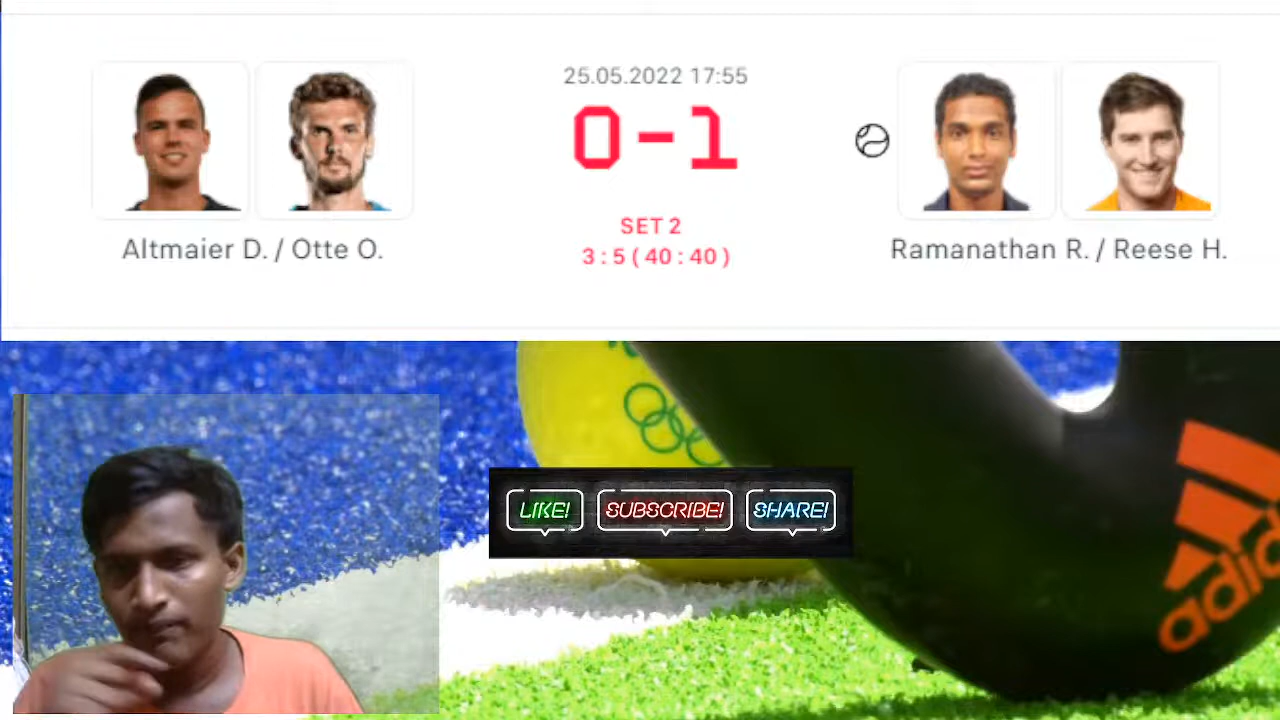 25.05.2022 17:55
0-1
SET 2
3 : 5 ( 40 : 40 )
Altmaier D. / Otte O.
Ramanathan R. / Reese H.
LIKE!
SUBSCRIBE!
SHARE!